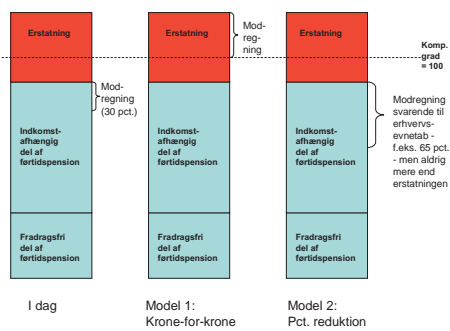 Erstatning
Mod-
regning
(30 pct.)
Indkomst-
afhængig
del af
førtidspension
Fradragsfri
del af
førtidspension
I dag
Erstatning
Mod-
reg-
ning
Indkomst-
afhængig
del af
førtidspension
Fradragsfri
del af
førtidspension
Model 1:
Krone-for-krone
Erstatning
Komp.
grad
= 100
Modregning
svarende til
erhvervs-
evnetab -
f.eks. 65 pct.
- men aldrig
mere end
erstatningen
Indkomst-
afhængig
del af
førtidspension
Fradragsfri
del af
førtidspension
Model 2:
Pct. reduktion